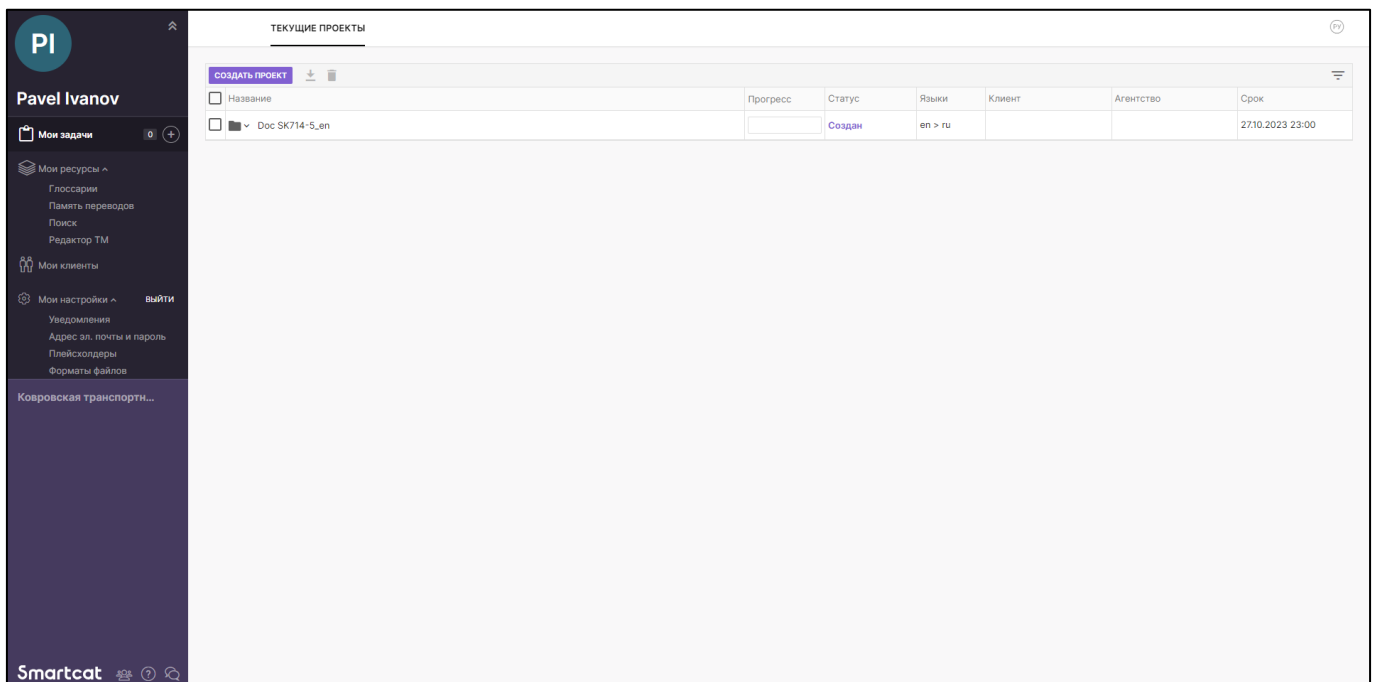 PI
Pavel Ivanov
Мои задачи 0
Мои ресурсы
Глоссарии
Память переводов
Поиск
Редактор ТМ
Мои клиенты
Мои настройки ВЫЙТИ
Уведомления
Адрес эл. почты и пароль
Плейсхолдеры
Форматы файлов
Ковровская транспортн...
Smartcat ?
ТЕКУЩИЕ ПРОЕКТЫ РУ
СОЗДАТЬ ПРОЕКТ
Название Прогресс Статус Языки Клиент Агентство Срок
Doc SK714-5_en Создан en > ru 27.10.2023 23:00